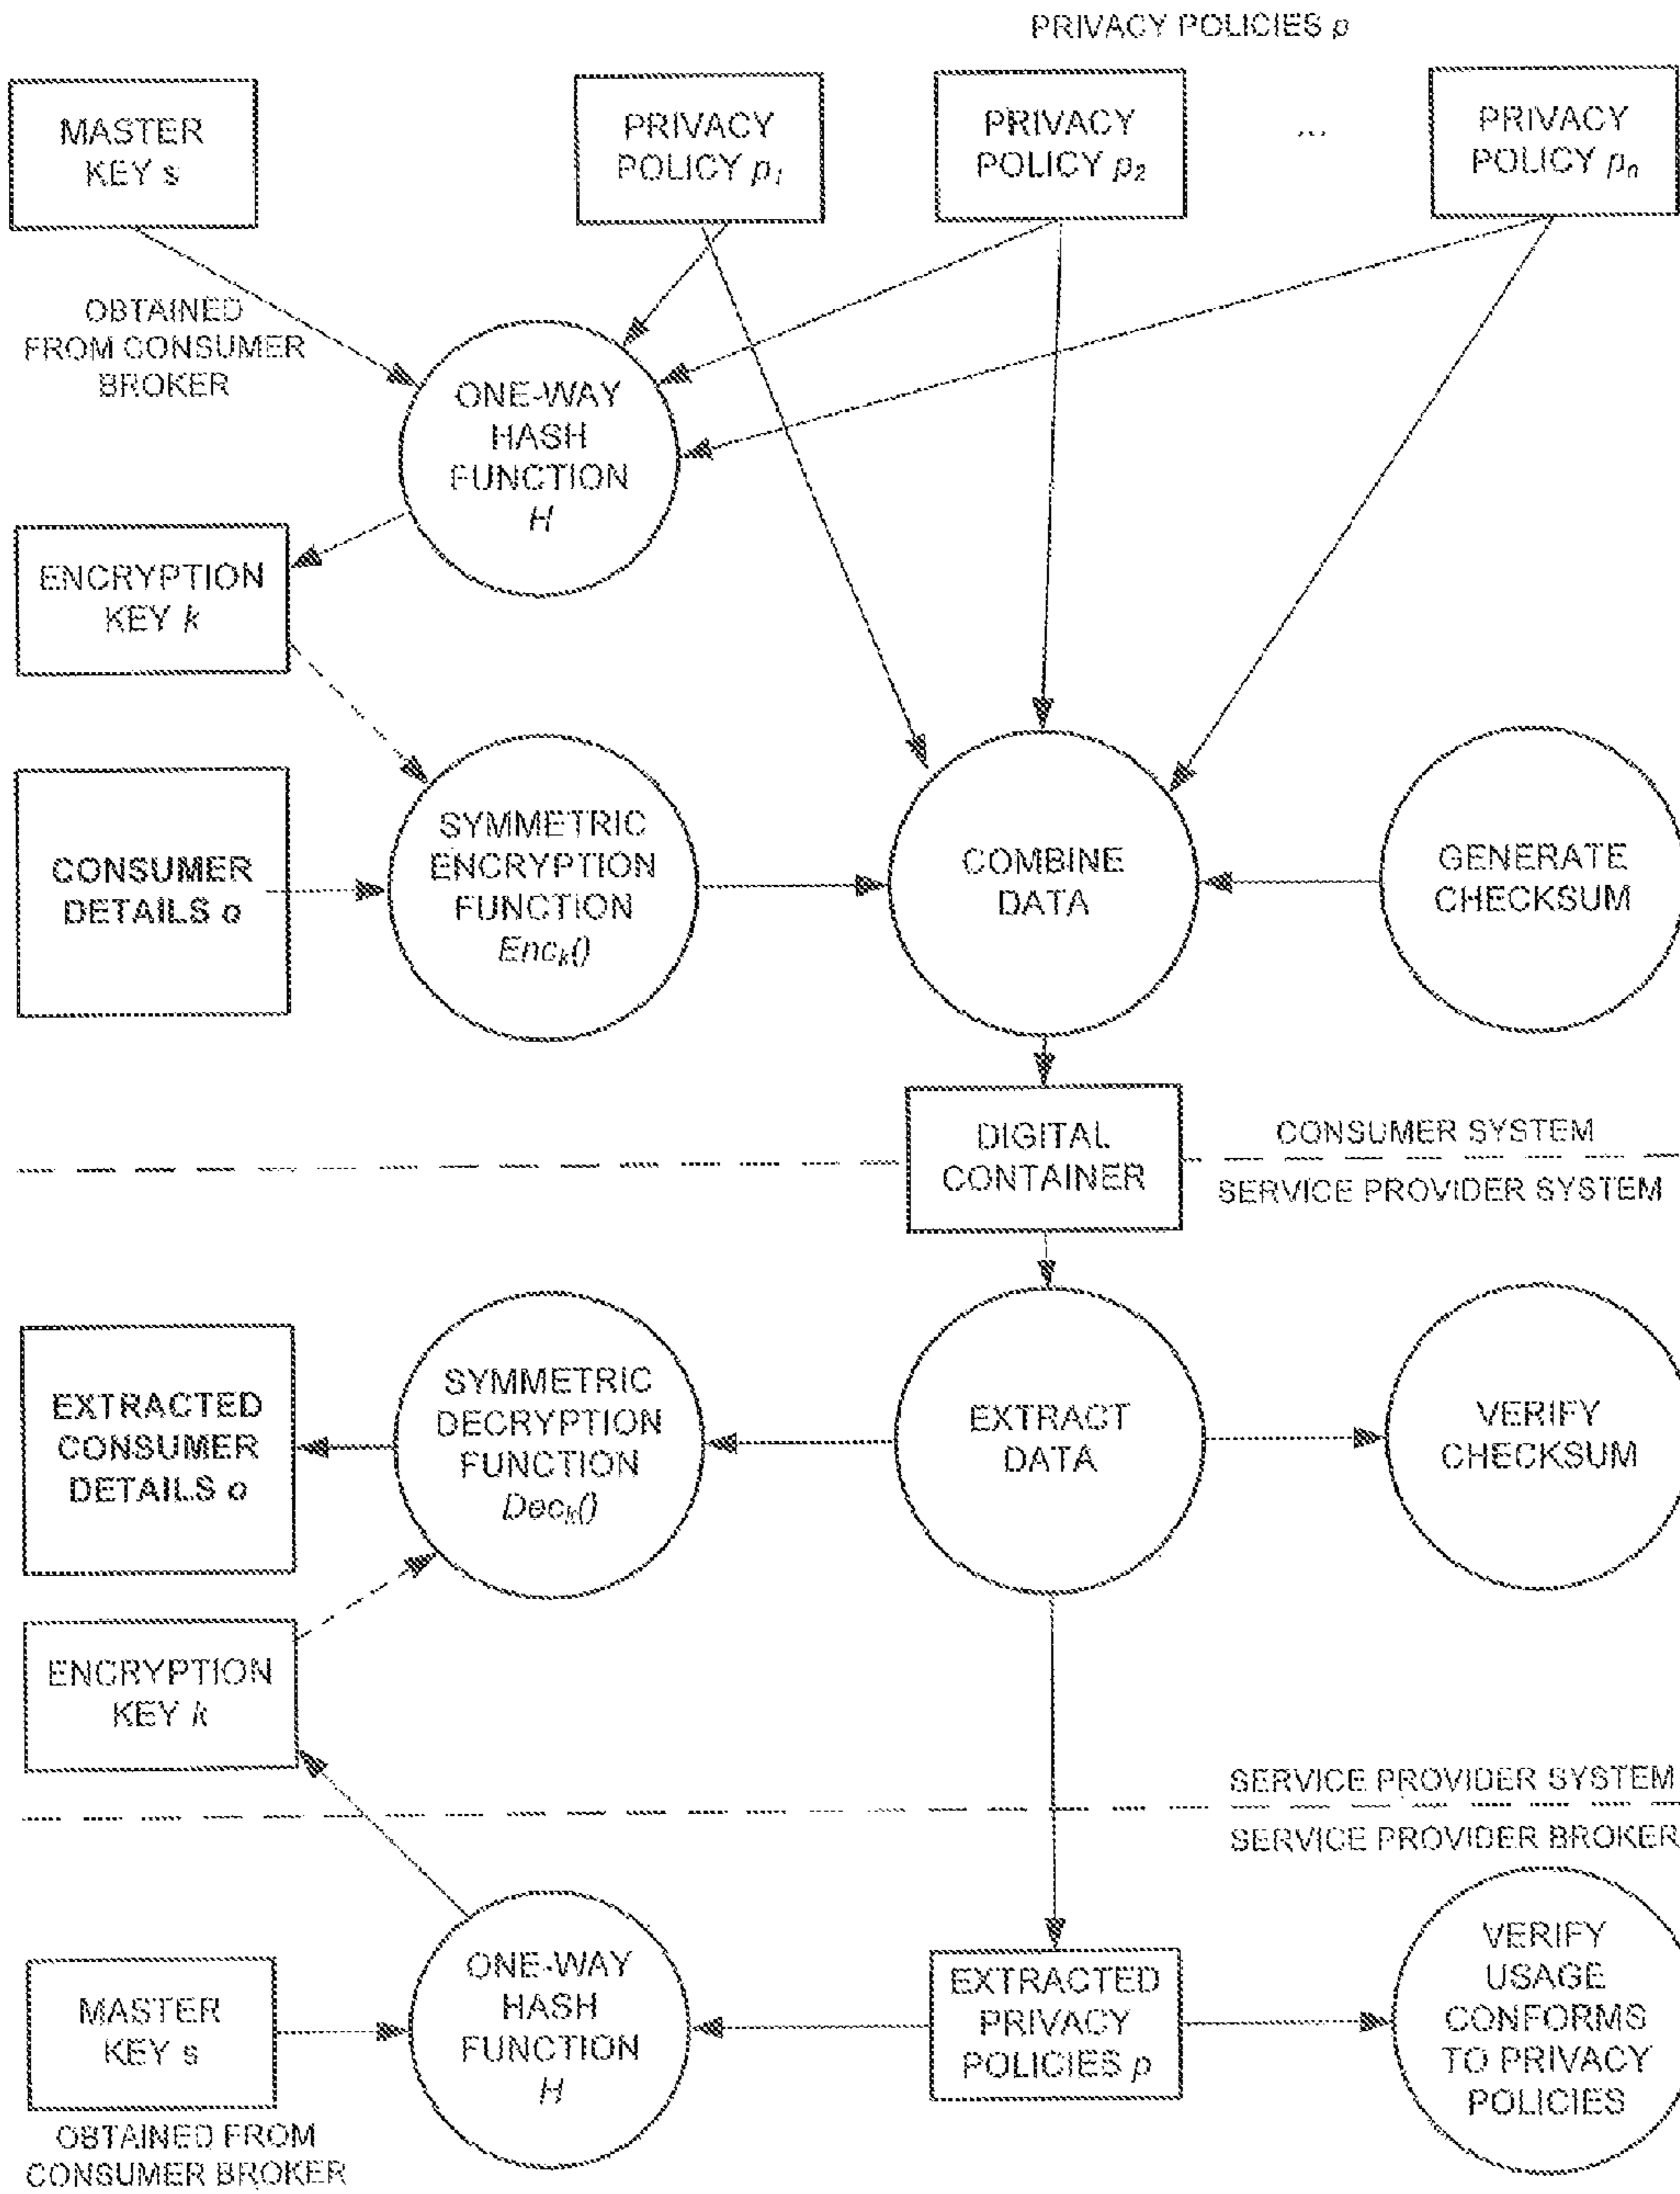 PRIVACY POLICIES p
MASTER
KEY s
PRIVACY
POLICY p1
PRIVACY
POLICY p2
...
PRIVACY
POLICY pn
OBTAINED
FROM CONSUMER
BROKER
ONE-WAY
HASH
FUNCTION
H
ENCRYPTION
KEY k
CONSUMER
DETAILS α
SYMMETRIC
ENCRYPTION
FUNCTION
Enck()
COMBINE
DATA
GENERATE
CHECKSUM
DIGITAL
CONTAINER
CONSUMER SYSTEM
SERVICE PROVIDER SYSTEM
EXTRACTED
CONSUMER
DETAILS α
SYMMETRIC
DECRYPTION
FUNCTION
Deck()
EXTRACT
DATA
VERIFY
CHECKSUM
ENCRYPTION
KEY k
SERVICE PROVIDER SYSTEM
SERVICE PROVIDER BROKER
MASTER
KEY s
OBTAINED FROM
CONSUMER BROKER
ONE-WAY
HASH
FUNCTION
H
EXTRACTED
PRIVACY
POLICIES p
VERIFY
USAGE
CONFORMS
TO PRIVACY
POLICIES